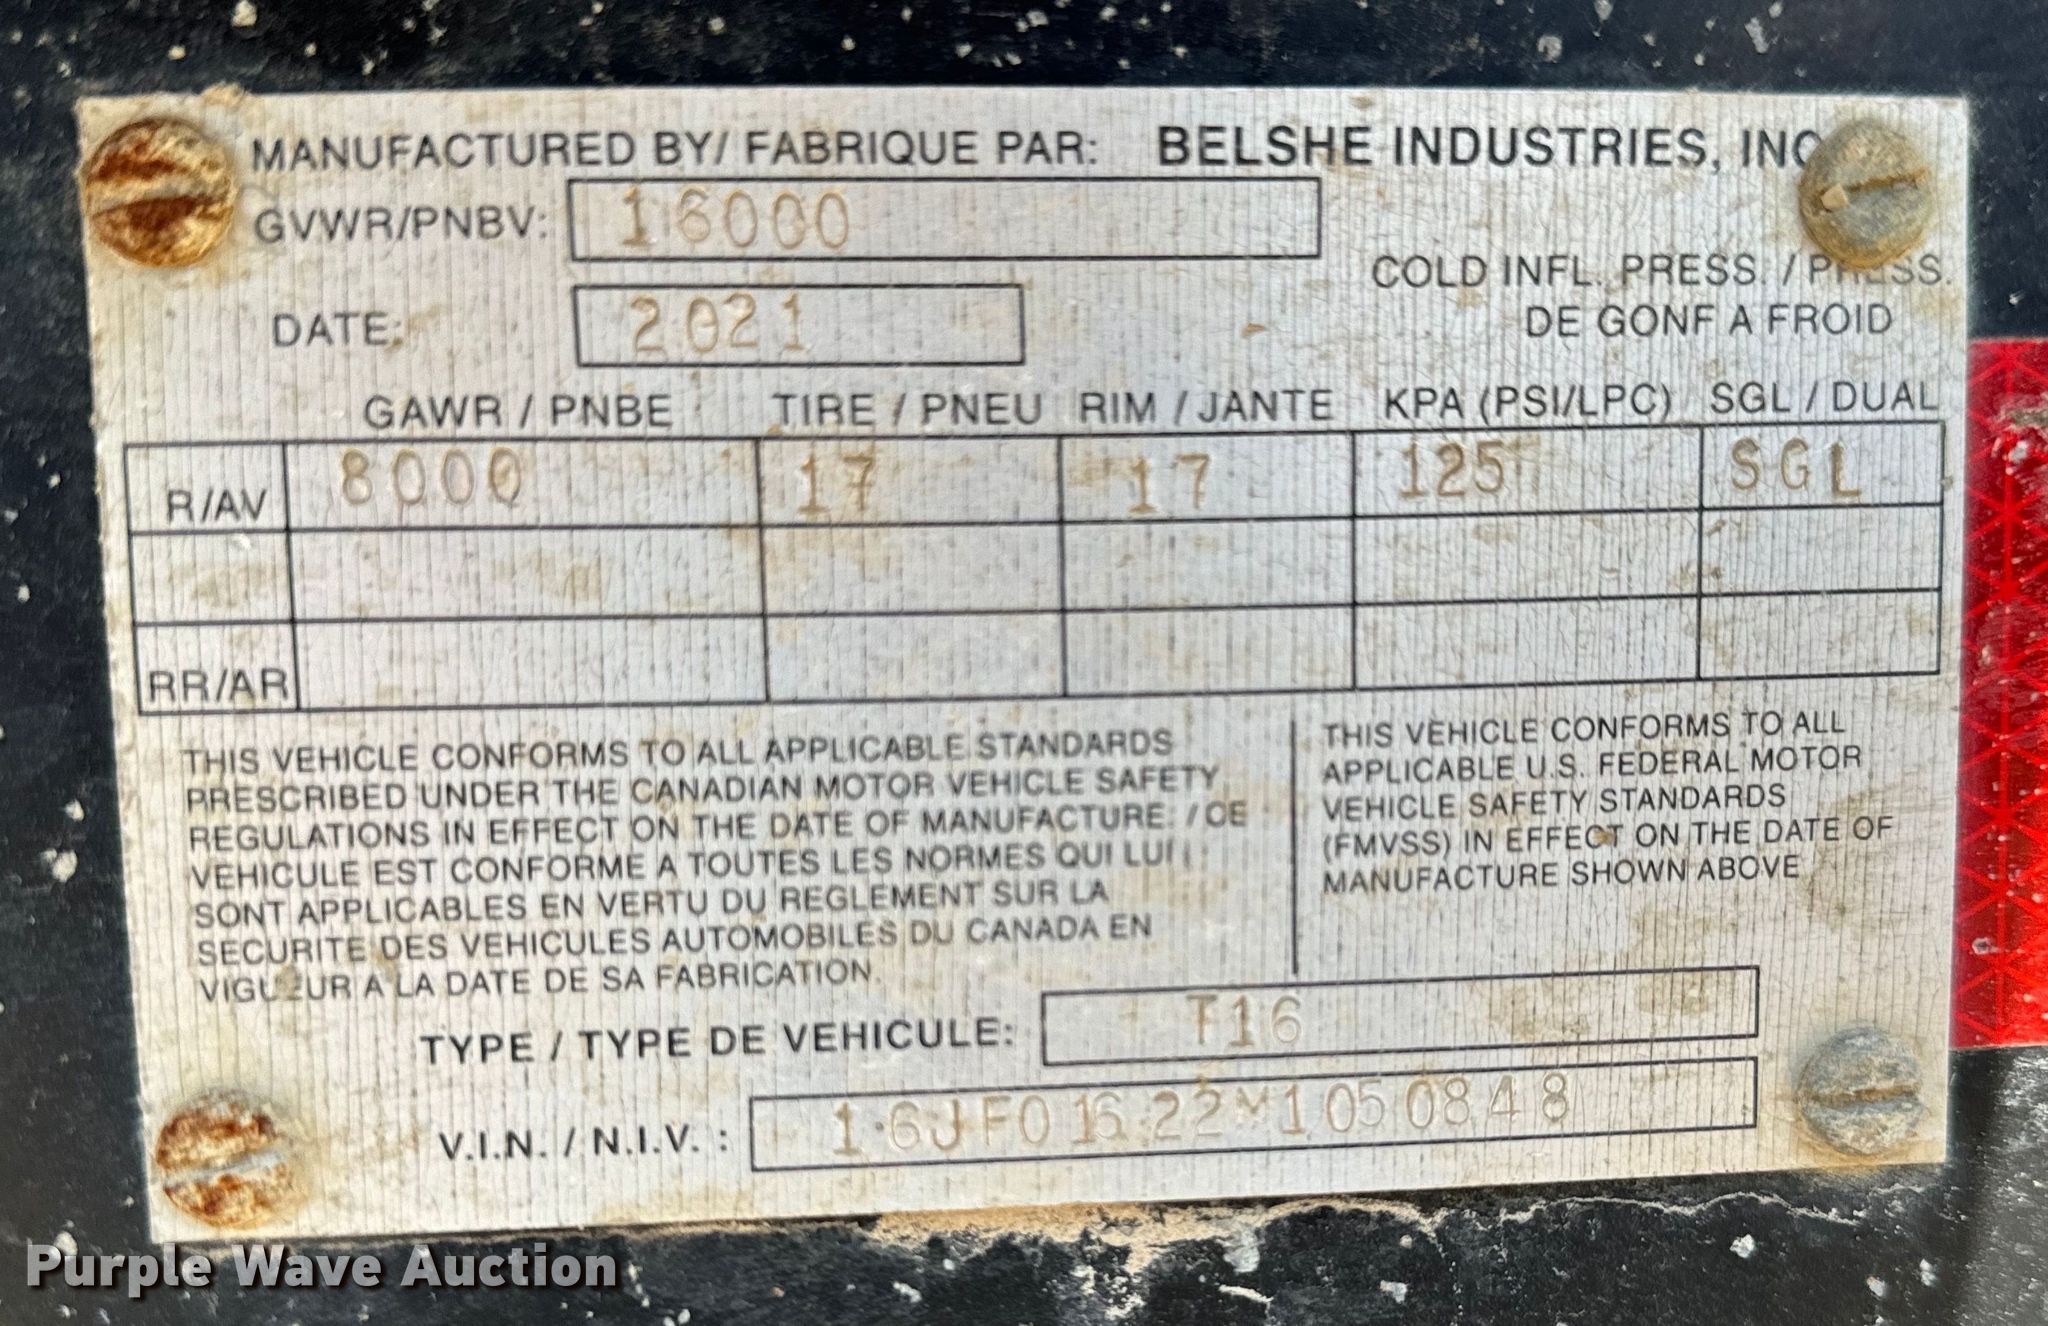 MANUFACTURED BY/ FABRIQUE PAR: BELSHE INDUSTRIES, INC
GVWR/PNBV: 16000
COLD INFL. PRESS. / PRESS.
DE GONF A FROID
DATE: 2021
GAWR / PNBE TIRE / PNEU RIM / JANTE KPA (PSI/LPC) SGL / DUAL
R/AV 8000 17 17 125 SGL
RR/AR
THIS VEHICLE CONFORMS TO ALL APPLICABLE STANDARDS
PRESCRIBED UNDER THE CANADIAN MOTOR VEHICLE SAFETY
REGULATIONS IN EFFECT ON THE DATE OF MANUFACTURE. / CE
VEHICULE EST CONFORME A TOUTES LES NORMES QUI LUI
SONT APPLICABLES EN VERTU DU REGLEMENT SUR LA
SECURITE DES VEHICULES AUTOMOBILES DU CANADA EN
VIGUEUR A LA DATE DE SA FABRICATION.
THIS VEHICLE CONFORMS TO ALL
APPLICABLE U.S. FEDERAL MOTOR
VEHICLE SAFETY STANDARDS
(FMVSS) IN EFFECT ON THE DATE OF
MANUFACTURE SHOWN ABOVE
TYPE / TYPE DE VEHICULE: T16
V.I.N. / N.I.V. : 16JF01622M1050848
Purple Wave Auction